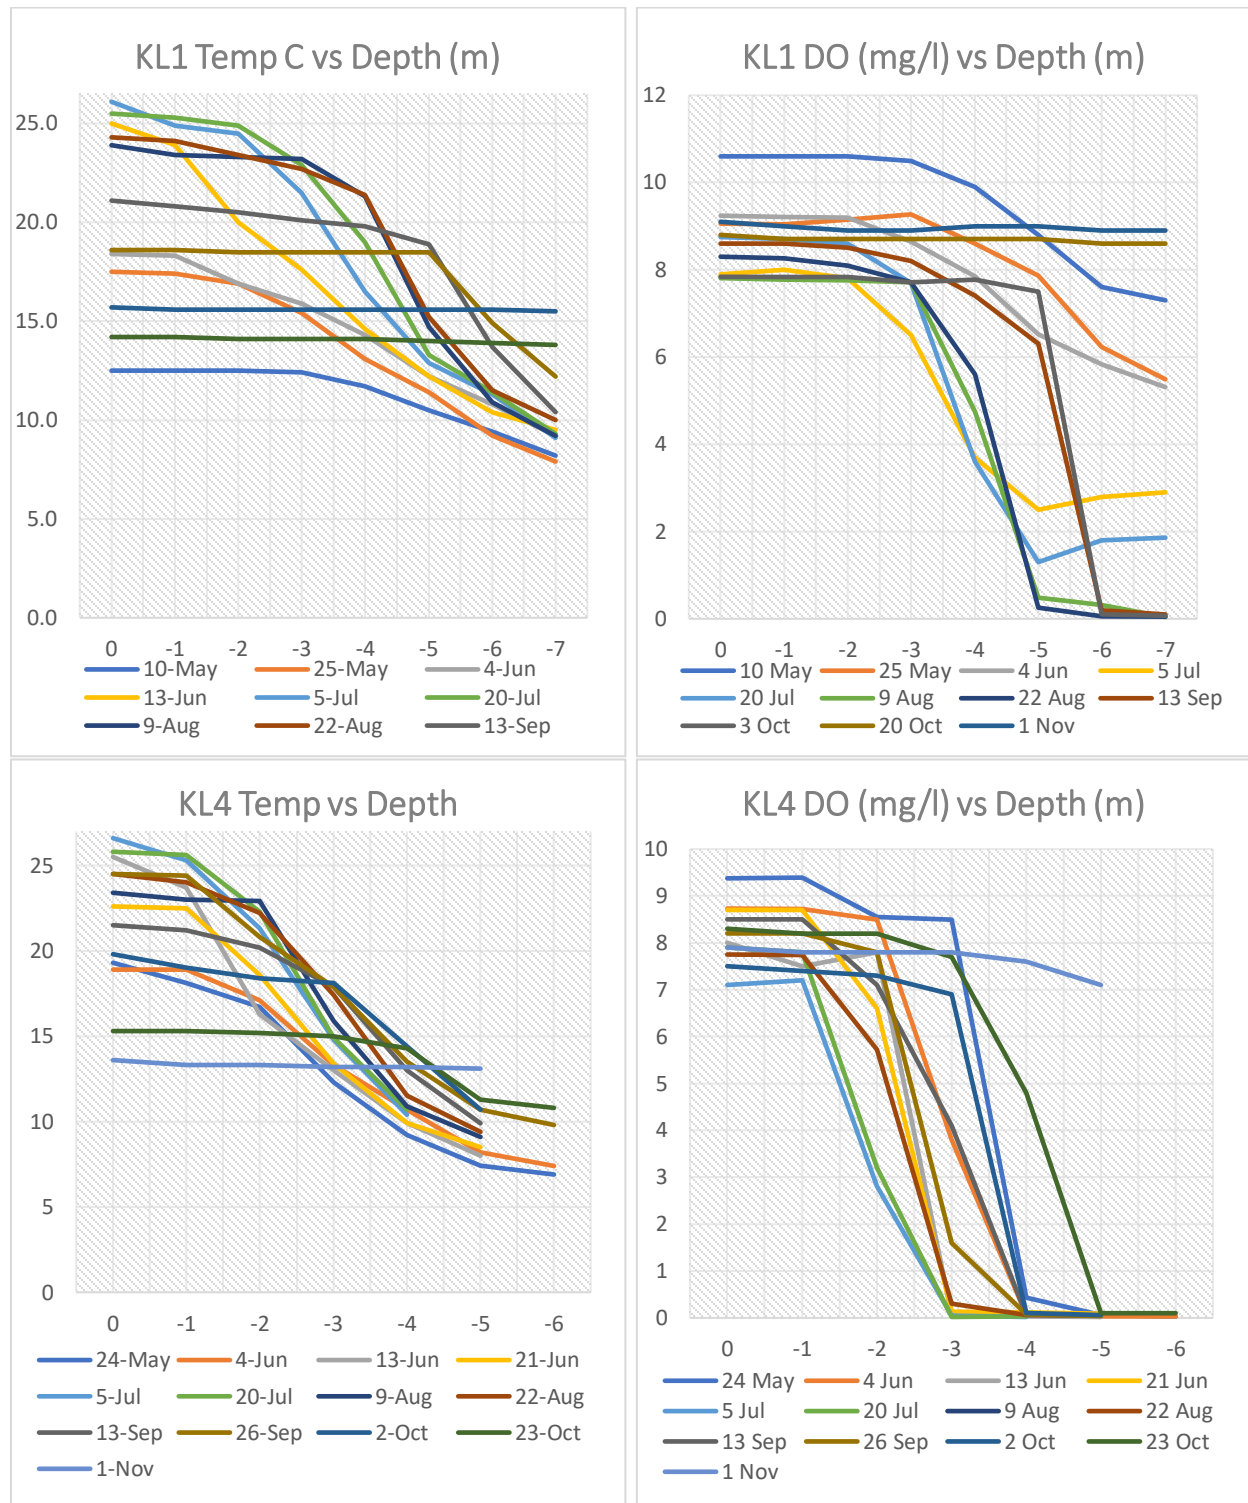 KL1 Temp C vs Depth (m)
25.0
20.0
15.0
10.0
5.0
0.0
0 -1 -2 -3 -4 -5 -6 -7
10-May 25-May 4-Jun
13-Jun 5-Jul 20-Jul
9-Aug 22-Aug 13-Sep
KL1 DO (mg/l) vs Depth (m)
12
10
8
6
4
2
0
0 -1 -2 -3 -4 -5 -6 -7
10 May 25 May 4 Jun 5 Jul
20 Jul 9 Aug 22 Aug 13 Sep
3 Oct 20 Oct 1 Nov
KL4 Temp vs Depth
25
20
15
10
5
0
0 -1 -2 -3 -4 -5 -6
24-May 4-Jun 13-Jun 21-Jun
5-Jul 20-Jul 9-Aug 22-Aug
13-Sep 26-Sep 2-Oct 23-Oct
1-Nov
KL4 DO (mg/l) vs Depth (m)
10
9
8
7
6
5
4
3
2
1
0
0 -1 -2 -3 -4 -5 -6
24 May 4 Jun 13 Jun 21 Jun
5 Jul 20 Jul 9 Aug 22 Aug
13 Sep 26 Sep 2 Oct 23 Oct
1 Nov